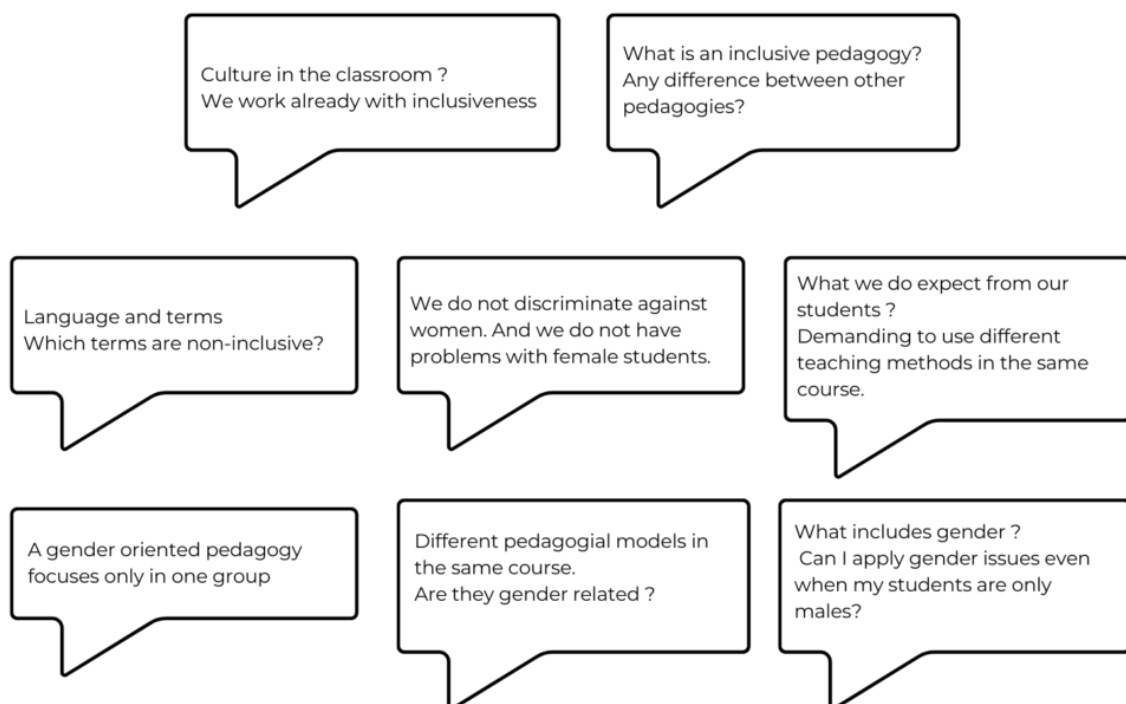 Culture in the classroom ?
We work already with inclusiveness
What is an inclusive pedagogy?
Any difference between other
pedagogies?
Language and terms
Which terms are non-inclusive?
We do not discriminate against
women. And we do not have
problems with female students.
What we do expect from our
students ?
Demanding to use different
teaching methods in the same
course.
A gender oriented pedagogy
focuses only in one group
Different pedagogial models in
the same course.
Are they gender related ?
What includes gender ?
Can I apply gender issues even
when my students are only
males?